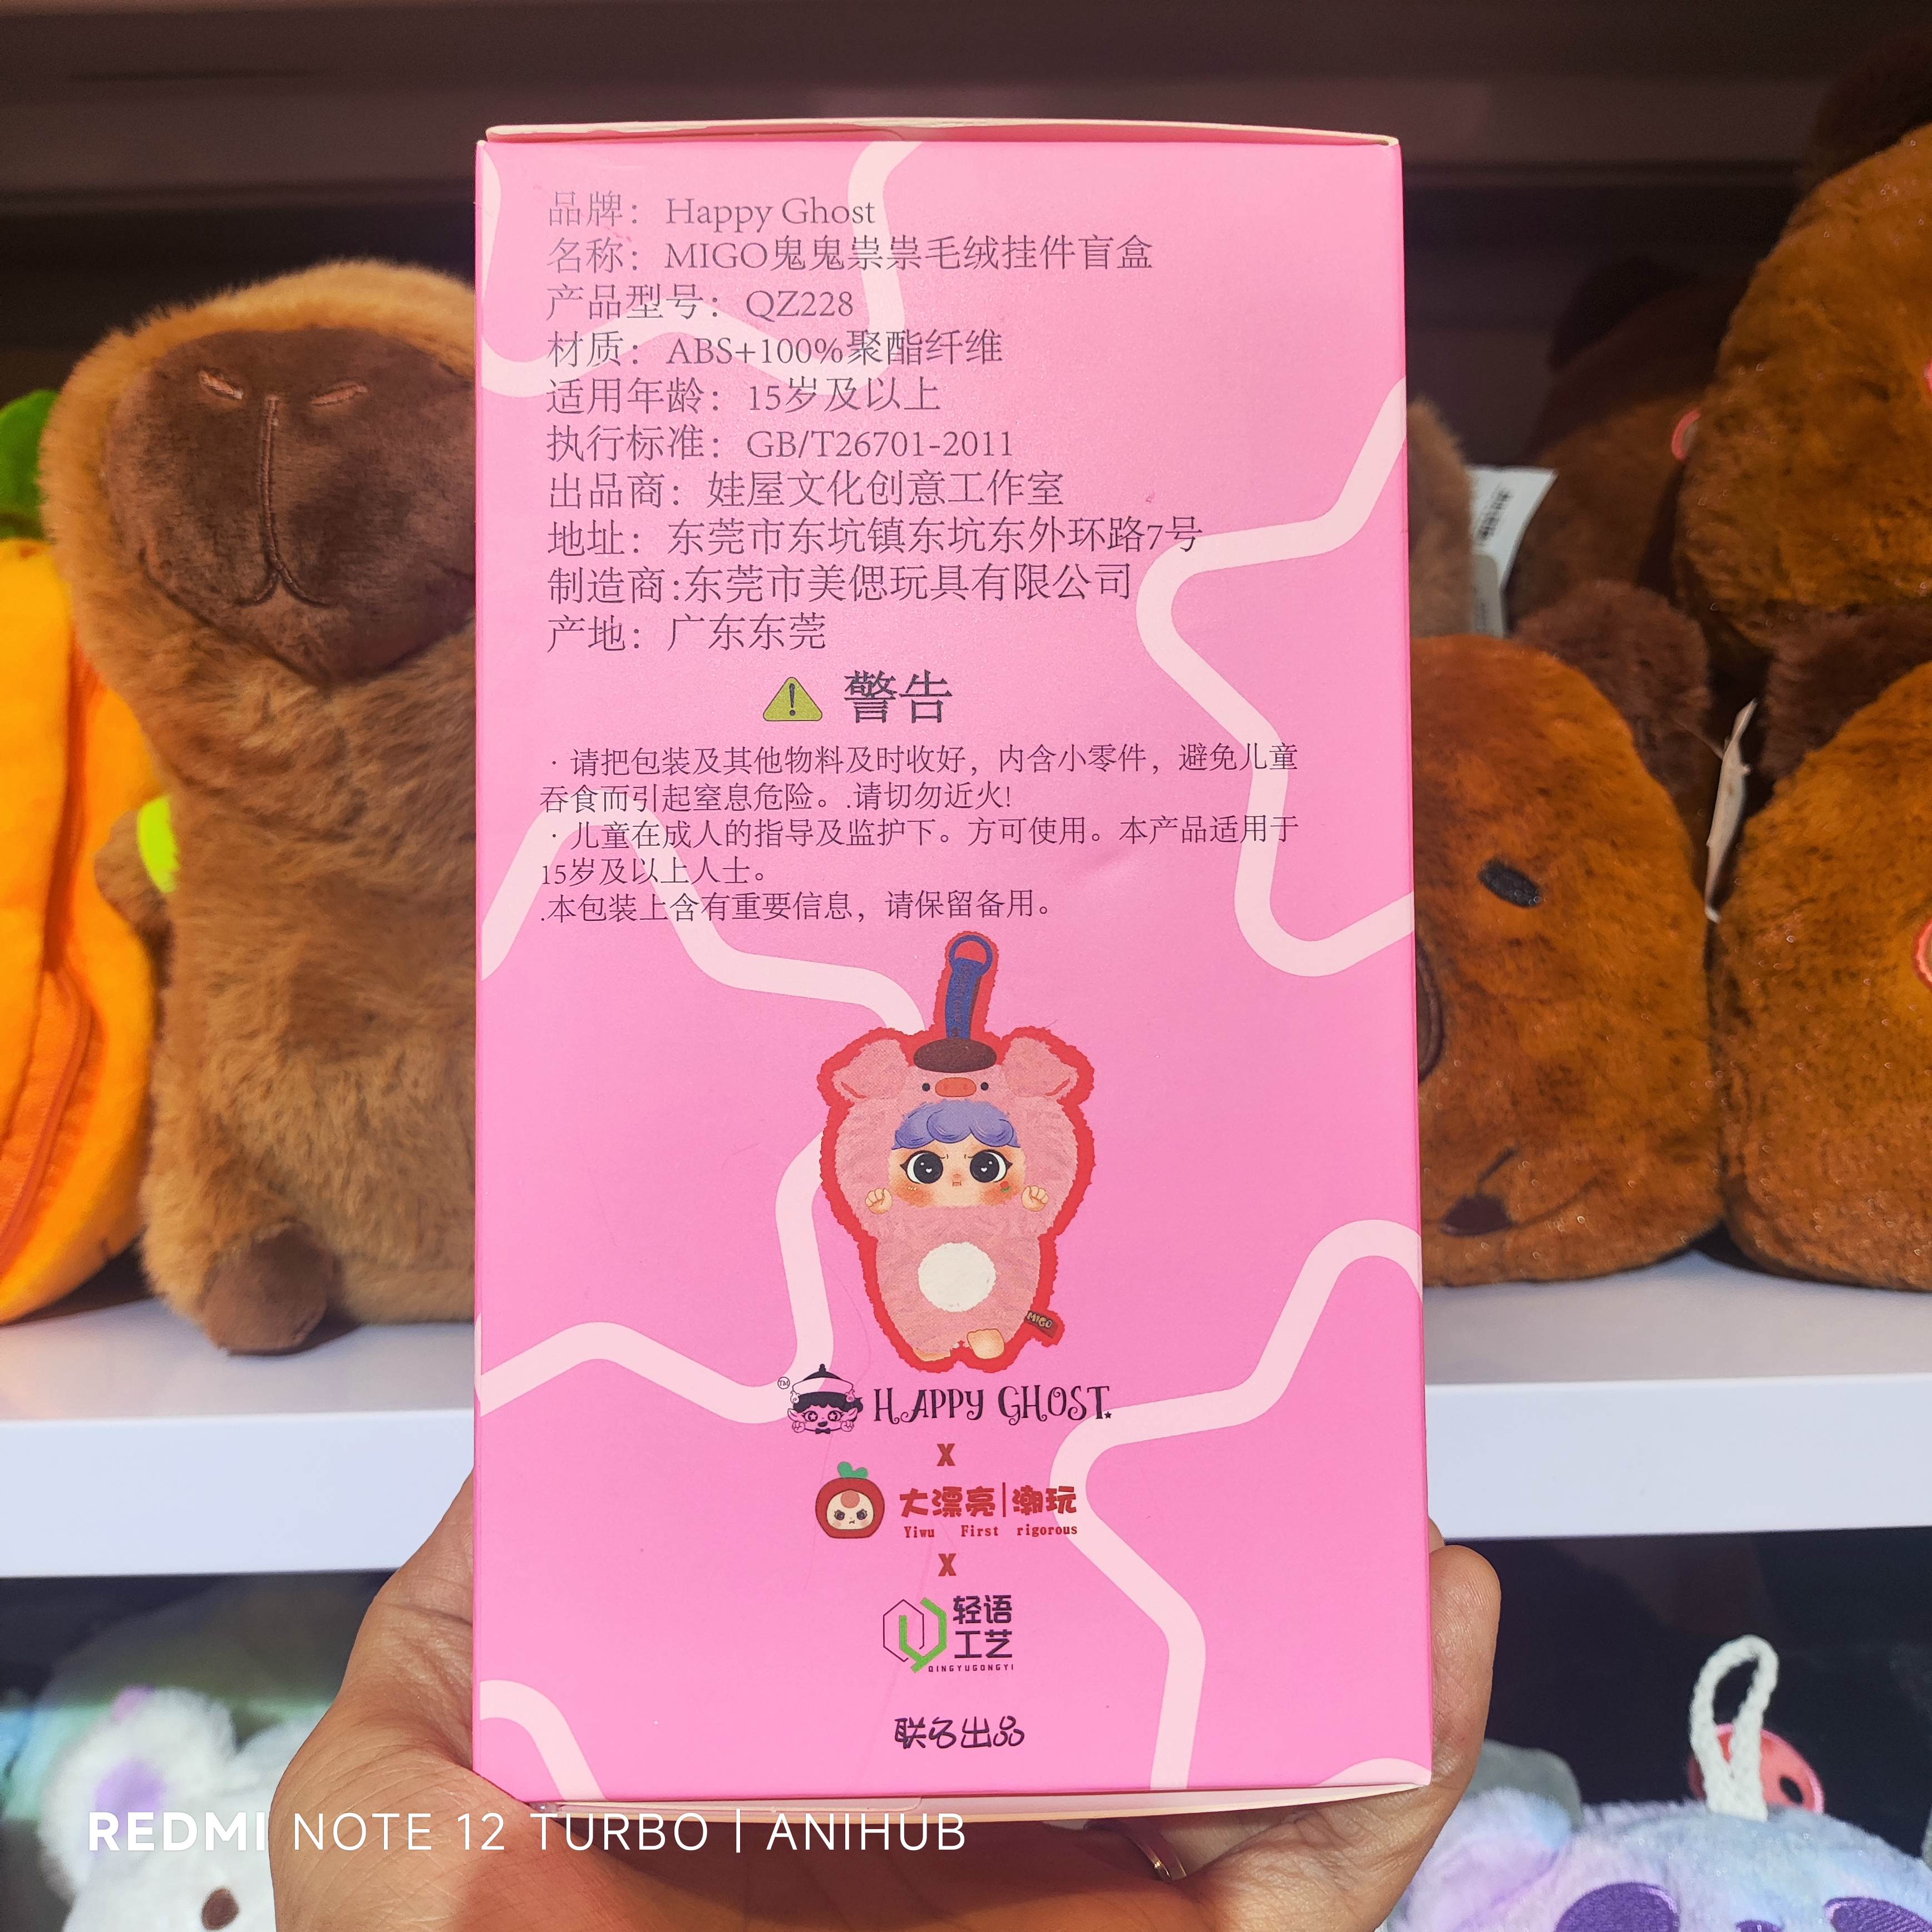 品牌：Happy Ghost
名称：MIGO鬼鬼祟祟毛绒挂件盲盒
产品型号：QZ228
材质：ABS+100%聚酯纤维
适用年龄：15岁及以上
执行标准：GB/T26701-2011
出品商：娃屋文化创意工作室
地址：东莞市东坑镇东坑东外环路7号
制造商:东莞市美偲玩具有限公司
产地：广东东莞
警告
·请把包装及其他物料及时收好，内含小零件，避免儿童
吞食而引起窒息危险。.请切勿近火!
·儿童在成人的指导及监护下。方可使用。本产品适用于
15岁及以上人士。
.本包装上含有重要信息，请保留备用。
MIGO
TM
HAPPY GHOST
X
大漂亮|潮玩
Yiwu First rigorous
X
轻语
工艺
QINGYUGONGYI
联名出品
REDMI NOTE 12 TURBO | ANIHUB